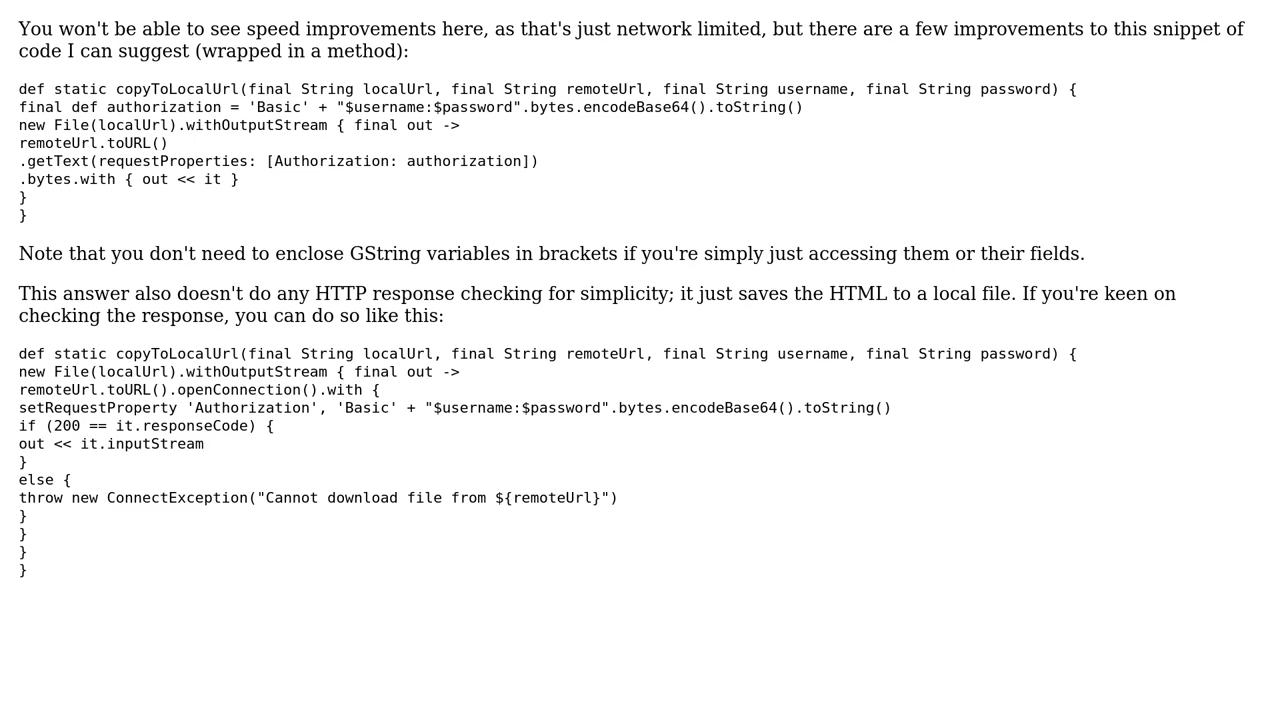 You won't be able to see speed improvements here, as that's just network limited, but there are a few improvements to this snippet of
code I can suggest (wrapped in a method):
def static copyToLocalUrl(final String localUrl, final String remoteUrl, final String username, final String password) {
final def authorization = 'Basic' + "$username:$password".bytes.encodeBase64().toString()
new File(localUrl).withOutputStream { final out ->
remoteUrl.toURL()
.getText(requestProperties: [Authorization: authorization])
.bytes.with { out << it }
}
}
Note that you don't need to enclose GString variables in brackets if you're simply just accessing them or their fields.
This answer also doesn't do any HTTP response checking for simplicity; it just saves the HTML to a local file. If you're keen on
checking the response, you can do so like this:
def static copyToLocalUrl(final String localUrl, final String remoteUrl, final String username, final String password) {
new File(localUrl).withOutputStream { final out ->
remoteUrl.toURL().openConnection().with {
setRequestProperty 'Authorization', 'Basic' + "$username:$password".bytes.encodeBase64().toString()
if (200 == it.responseCode) {
out << it.inputStream
}
else {
throw new ConnectException("Cannot download file from ${remoteUrl}")
}
}
}
}